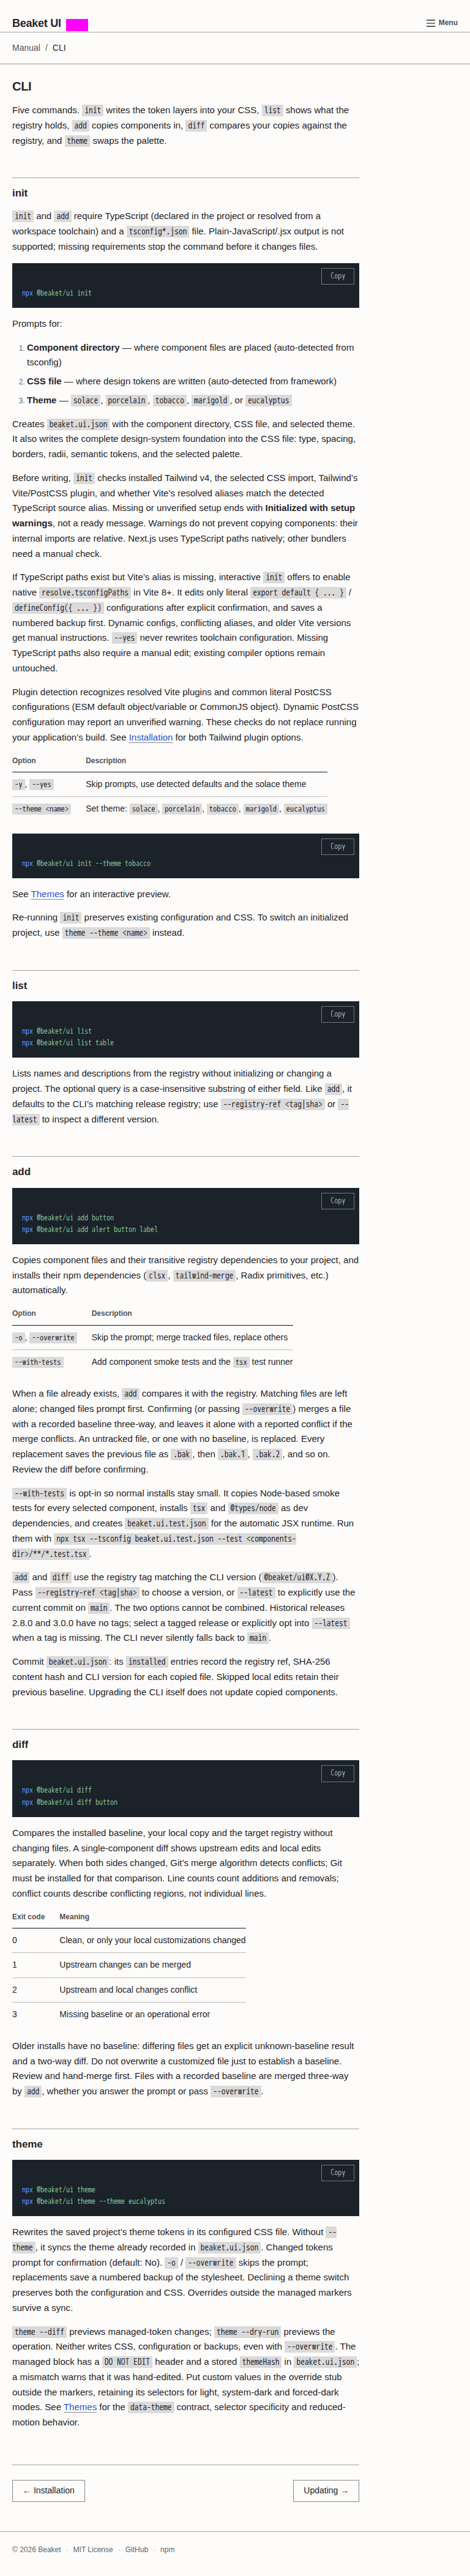 Beaket UI
Menu
Manual / CLI
CLI
Five commands. init writes the token layers into your CSS, list shows what the
registry holds, add copies components in, diff compares your copies against the
registry, and theme swaps the palette.
init
init and add require TypeScript (declared in the project or resolved from a
workspace toolchain) and a tsconfig*.json file. Plain-JavaScript/.jsx output is not
supported; missing requirements stop the command before it changes files.
Copy
npx @beaket/ui init
Prompts for:
1. Component directory — where component files are placed (auto-detected from
tsconfig)
2. CSS file — where design tokens are written (auto-detected from framework)
3. Theme — solace, porcelain, tobacco, marigold, or eucalyptus
Creates beaket.ui.json with the component directory, CSS file, and selected theme.
It also writes the complete design-system foundation into the CSS file: type, spacing,
borders, radii, semantic tokens, and the selected palette.
Before writing, init checks installed Tailwind v4, the selected CSS import, Tailwind's
Vite/PostCSS plugin, and whether Vite's resolved aliases match the detected
TypeScript source alias. Missing or unverified setup ends with Initialized with setup
warnings, not a ready message. Warnings do not prevent copying components: their
internal imports are relative. Next.js uses TypeScript paths natively; other bundlers
need a manual check.
If TypeScript paths exist but Vite's alias is missing, interactive init offers to enable
native resolve.tsconfigPaths in Vite 8+. It edits only literal export default { ... } /
defineConfig({ ... }) configurations after explicit confirmation, and saves a
numbered backup first. Dynamic configs, conflicting aliases, and older Vite versions
get manual instructions. --yes never rewrites toolchain configuration. Missing
TypeScript paths also require a manual edit; existing compiler options remain
untouched.
Plugin detection recognizes resolved Vite plugins and common literal PostCSS
configurations (ESM default object/variable or CommonJS object). Dynamic PostCSS
configuration may report an unverified warning. These checks do not replace running
your application's build. See Installation for both Tailwind plugin options.
Option Description
-y, --yes Skip prompts, use detected defaults and the solace theme
--theme <name> Set theme: solace, porcelain, tobacco, marigold, eucalyptus
Copy
npx @beaket/ui init --theme tobacco
See Themes for an interactive preview.
Re-running init preserves existing configuration and CSS. To switch an initialized
project, use theme --theme <name> instead.
list
Copy
npx @beaket/ui list
npx @beaket/ui list table
Lists names and descriptions from the registry without initializing or changing a
project. The optional query is a case-insensitive substring of either field. Like add, it
defaults to the CLI's matching release registry; use --registry-ref <tag|sha> or --
latest to inspect a different version.
add
Copy
npx @beaket/ui add button
npx @beaket/ui add alert button label
Copies component files and their transitive registry dependencies to your project, and
installs their npm dependencies (clsx, tailwind-merge, Radix primitives, etc.)
automatically.
Option Description
-o, --overwrite Skip the prompt; merge tracked files, replace others
--with-tests Add component smoke tests and the tsx test runner
When a file already exists, add compares it with the registry. Matching files are left
alone; changed files prompt first. Confirming (or passing --overwrite) merges a file
with a recorded baseline three-way, and leaves it alone with a reported conflict if the
merge conflicts. An untracked file, or one with no baseline, is replaced. Every
replacement saves the previous file as .bak, then .bak.1, .bak.2, and so on.
Review the diff before confirming.
--with-tests is opt-in so normal installs stay small. It copies Node-based smoke
tests for every selected component, installs tsx and @types/node as dev
dependencies, and creates beaket.ui.test.json for the automatic JSX runtime. Run
them with npx tsx --tsconfig beaket.ui.test.json --test <components-
dir>/**/*.test.tsx.
add and diff use the registry tag matching the CLI version (@beaket/ui@X.Y.Z).
Pass --registry-ref <tag|sha> to choose a version, or --latest to explicitly use the
current commit on main. The two options cannot be combined. Historical releases
2.8.0 and 3.0.0 have no tags; select a tagged release or explicitly opt into --latest
when a tag is missing. The CLI never silently falls back to main.
Commit beaket.ui.json: its installed entries record the registry ref, SHA-256
content hash and CLI version for each copied file. Skipped local edits retain their
previous baseline. Upgrading the CLI itself does not update copied components.
diff
Copy
npx @beaket/ui diff
npx @beaket/ui diff button
Compares the installed baseline, your local copy and the target registry without
changing files. A single-component diff shows upstream edits and local edits
separately. When both sides changed, Git's merge algorithm detects conflicts; Git
must be installed for that comparison. Line counts count additions and removals;
conflict counts describe conflicting regions, not individual lines.
Exit code Meaning
0 Clean, or only your local customizations changed
1 Upstream changes can be merged
2 Upstream and local changes conflict
3 Missing baseline or an operational error
Older installs have no baseline: differing files get an explicit unknown-baseline result
and a two-way diff. Do not overwrite a customized file just to establish a baseline.
Review and hand-merge first. Files with a recorded baseline are merged three-way
by add, whether you answer the prompt or pass --overwrite.
theme
Copy
npx @beaket/ui theme
npx @beaket/ui theme --theme eucalyptus
Rewrites the saved project's theme tokens in its configured CSS file. Without --
theme, it syncs the theme already recorded in beaket.ui.json. Changed tokens
prompt for confirmation (default: No). -o / --overwrite skips the prompt;
replacements save a numbered backup of the stylesheet. Declining a theme switch
preserves both the configuration and CSS. Overrides outside the managed markers
survive a sync.
theme --diff previews managed-token changes; theme --dry-run previews the
operation. Neither writes CSS, configuration or backups, even with --overwrite. The
managed block has a DO NOT EDIT header and a stored themeHash in beaket.ui.json;
a mismatch warns that it was hand-edited. Put custom values in the override stub
outside the markers, retaining its selectors for light, system-dark and forced-dark
modes. See Themes for the data-theme contract, selector specificity and reduced-
motion behavior.
← Installation
Updating →
© 2026 Beaket · MIT License · GitHub · npm